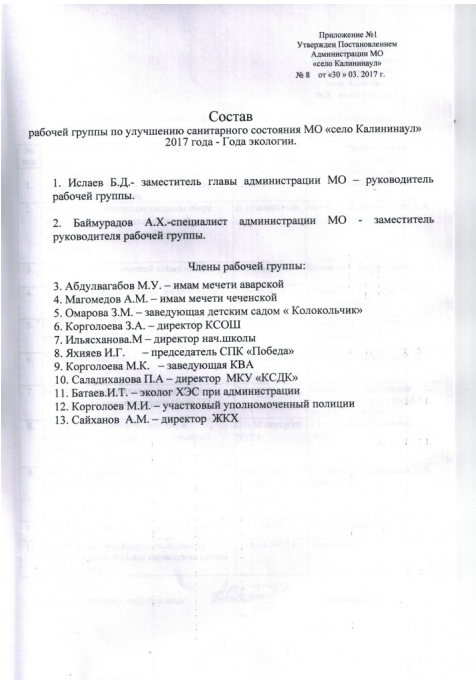 Приложение №1
Утвержден Постановлением
Администрации МО
«село Калининаул»
№ 8 от «30 » 03. 2017 г.
Состав
рабочей группы по улучшению санитарного состояния МО «село Калининаул»
2017 года - Года экологии.
1. Ислаев Б.Д.- заместитель главы администрации МО – руководитель
рабочей группы.
2. Баймурадов А.Х.-специалист администрации МО - заместитель
руководителя рабочей группы.
Члены рабочей группы:
3. Абдулвагабов М.У. – имам мечети аварской
4. Магомедов А.М. – имам мечети чеченской
5. Омарова З.М. – заведующая детским садом « Колокольчик»
6. Корголоева З.А. – директор КСОШ
7. Ильясханова.М – директор нач.школы
8. Яхияев И.Г. – председатель СПК «Победа»
9. Корголоева М.К. – заведующая КВА
10. Саладиханова П.А – директор МКУ «КСДК»
11. Батаев.И.Т. – эколог ХЭС при администрации
12. Корголоев М.И. – участковый уполномоченный полиции
13. Сайханов А.М. – директор ЖКХ